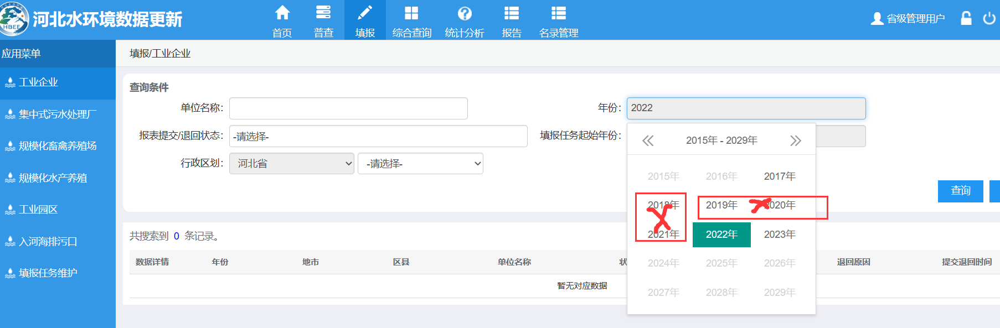 HBEE
河北水环境数据更新
首页 普查 填报 综合查询 统计分析 报告 名录管理
省级管理用户
应用菜单
填报/工业企业
工业企业
集中式污水处理厂
规模化畜禽养殖场
规模化水产养殖
工业园区
入河海排污口
填报任务维护
查询条件
单位名称： 年份： 2022
报表提交/退回状态： -请选择- 填报任务起始年份：
行政区划： 河北省 -请选择-
2015年 - 2029年
2015年 2016年 2017年
2018年 2019年 2020年
2021年 2022年 2023年
2024年 2025年 2026年
2027年 2028年 2029年
查询
共搜索到 0 条记录。
数据详情 年份 地市 区县 单位名称 状 退回原因 提交退回时间
暂无对应数据